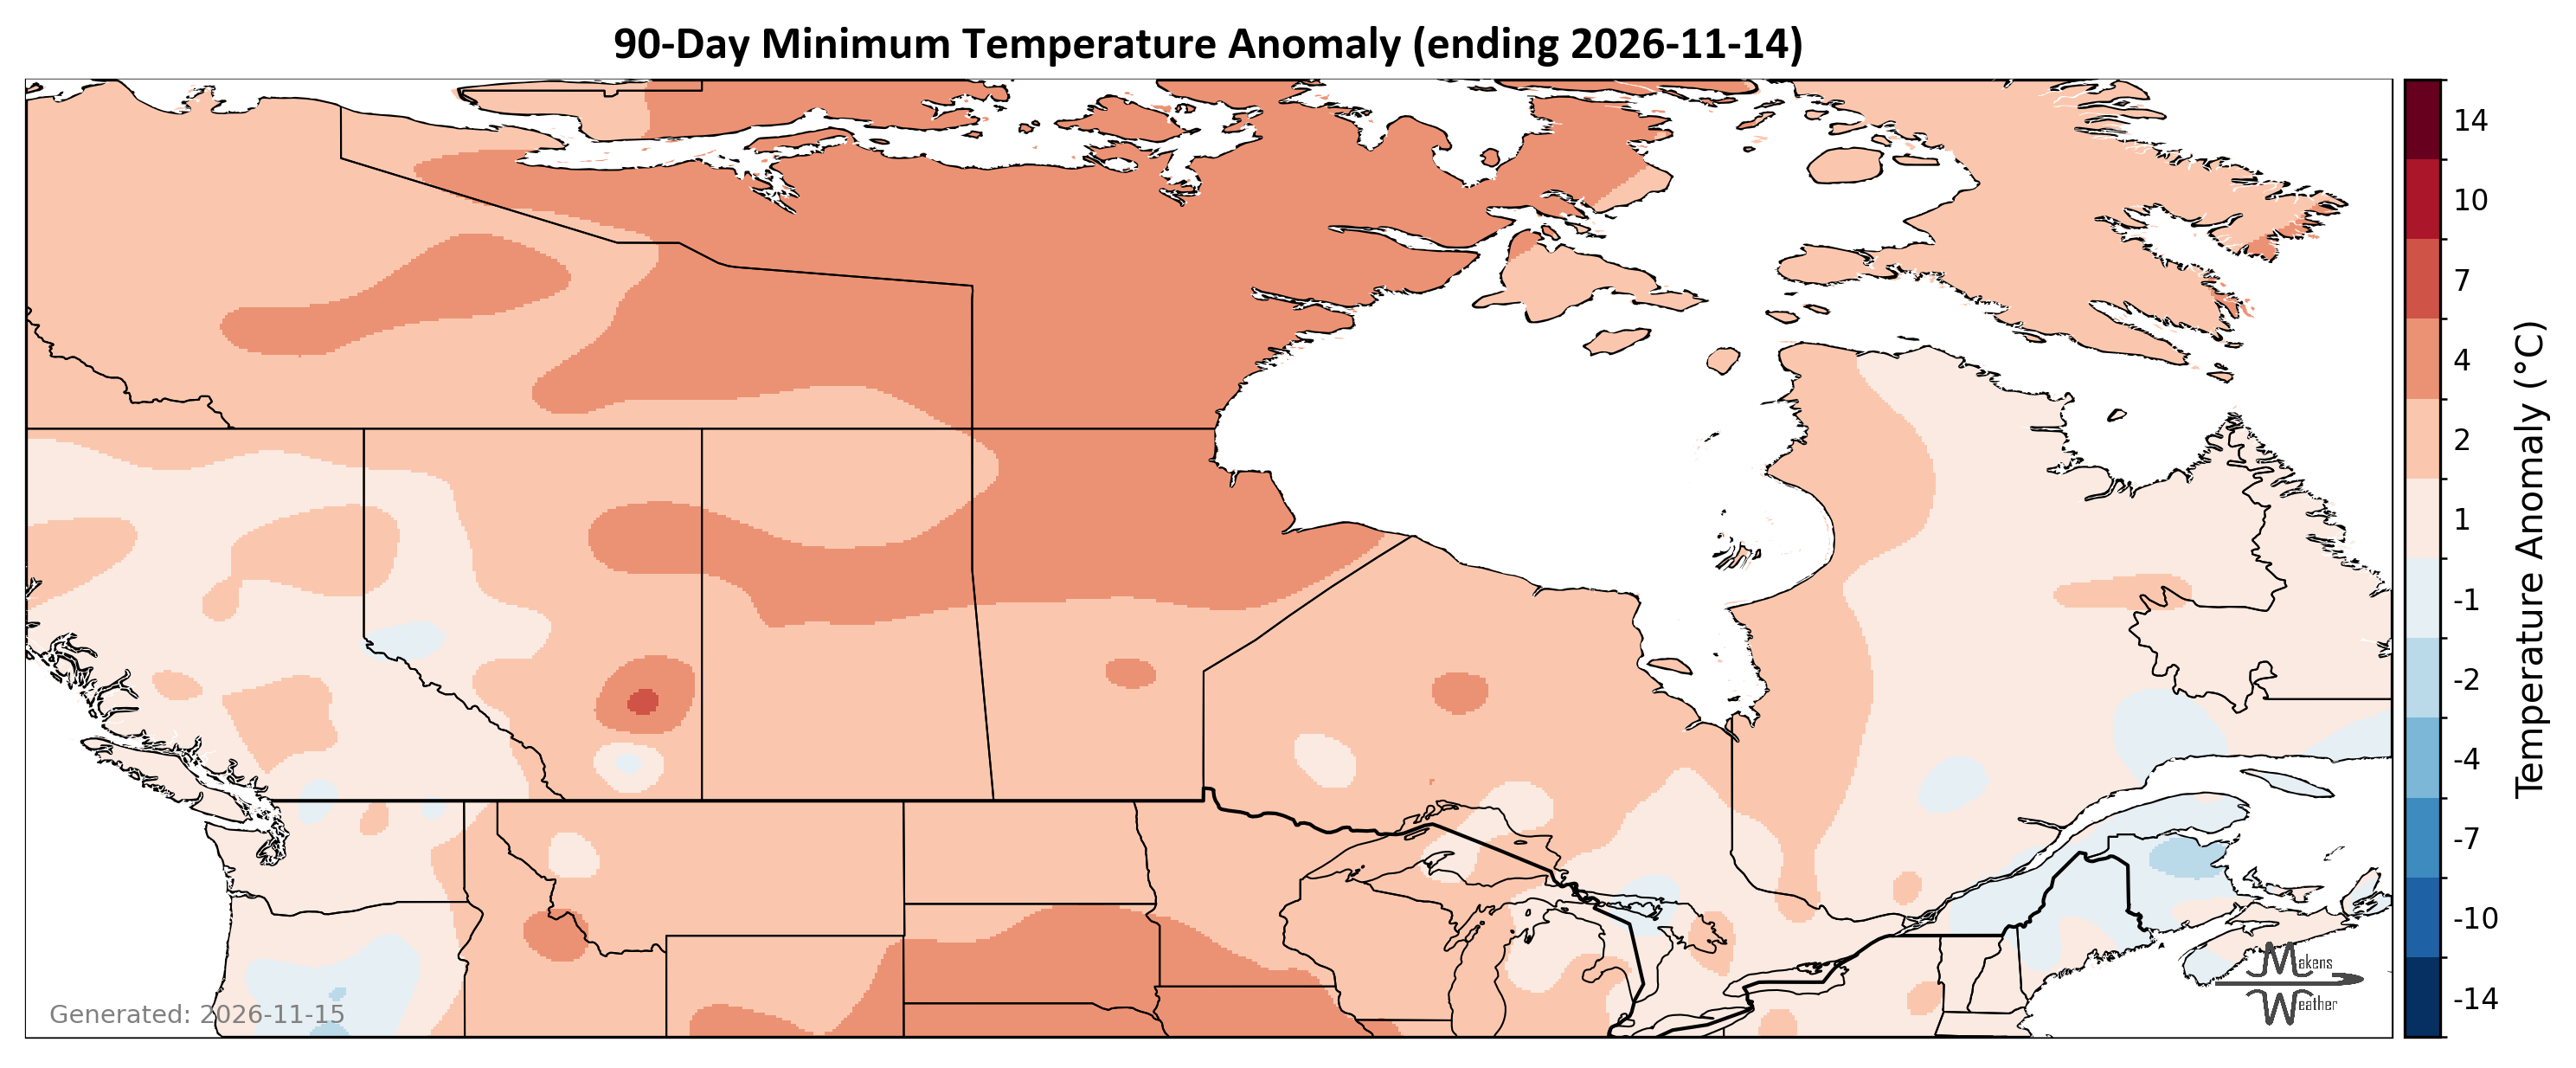 90-Day Minimum Temperature Anomaly (ending 2026-11-14)
14
10
7
4
2
1
-1
-2
-4
-7
-10
-14
Temperature Anomaly (°C)
Generated: 2026-11-15
Makens
Weather